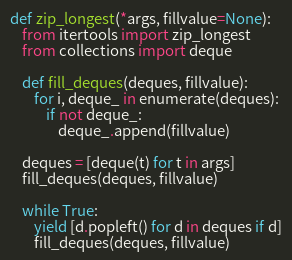 def zip_longest(*args, fillvalue=None):
from itertools import zip_longest
from collections import deque
def fill_deques(deques, fillvalue):
for i, deque_ in enumerate(deques):
if not deque_:
deque_.append(fillvalue)
deques = [deque(t) for t in args]
fill_deques(deques, fillvalue)
while True:
yield [d.popleft() for d in deques if d]
fill_deques(deques, fillvalue)